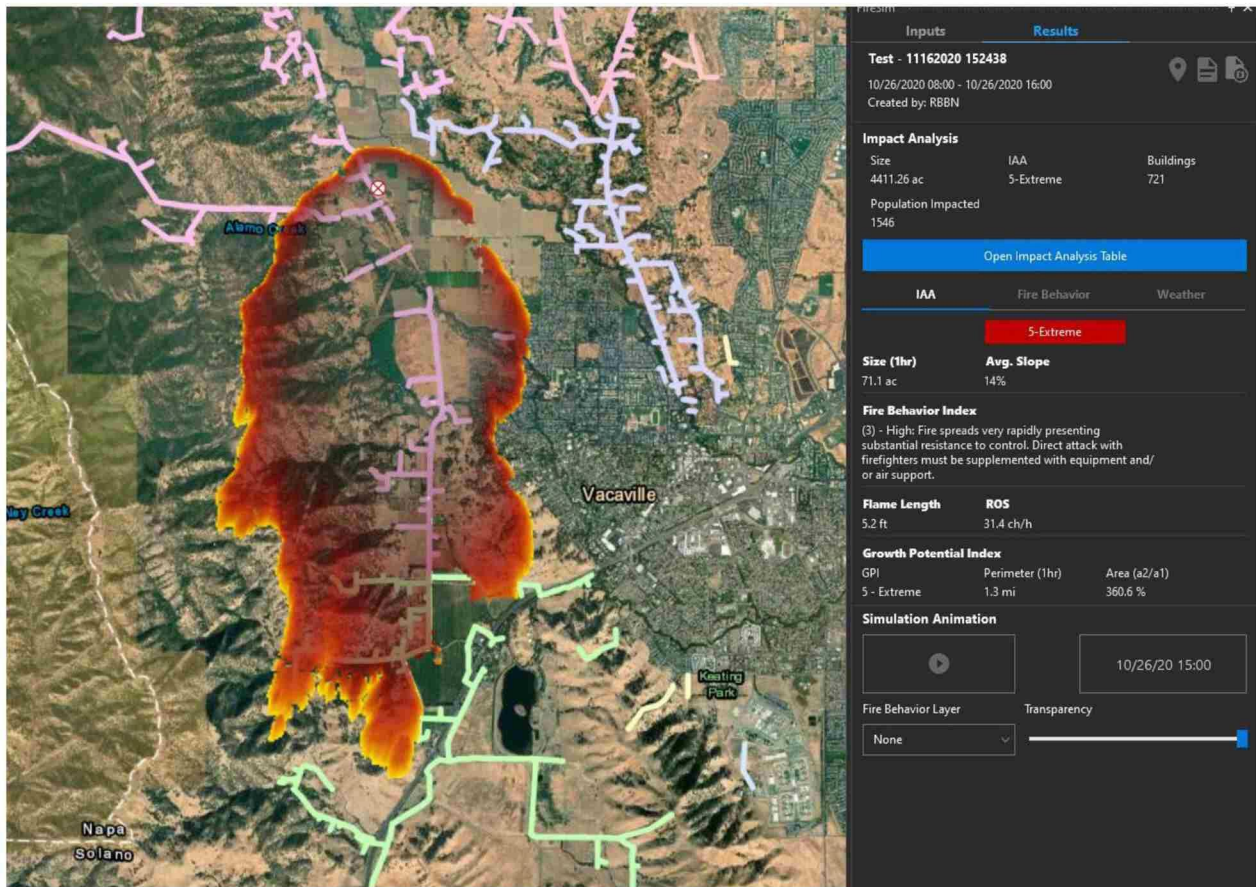 FireSim
Inputs Results
Test - 11162020 152438
10/26/2020 08:00 - 10/26/2020 16:00
Created by: RBBN
Impact Analysis
Size IAA Buildings
4411.26 ac 5-Extreme 721
Population Impacted
1546
Open Impact Analysis Table
IAA Fire Behavior Weather
5-Extreme
Size (1hr) Avg. Slope
71.1 ac 14%
Fire Behavior Index
(3) - High: Fire spreads very rapidly presenting
substantial resistance to control. Direct attack with
firefighters must be supplemented with equipment and/
or air support.
Flame Length ROS
5.2 ft 31.4 ch/h
Growth Potential Index
GPI Perimeter (1hr) Area (a2/a1)
5 - Extreme 1.3 mi 360.6 %
Simulation Animation
10/26/20 15:00
Fire Behavior Layer Transparency
None
Alamo Creek
Vacaville
Creek
Keating
Park
Napa
Solano